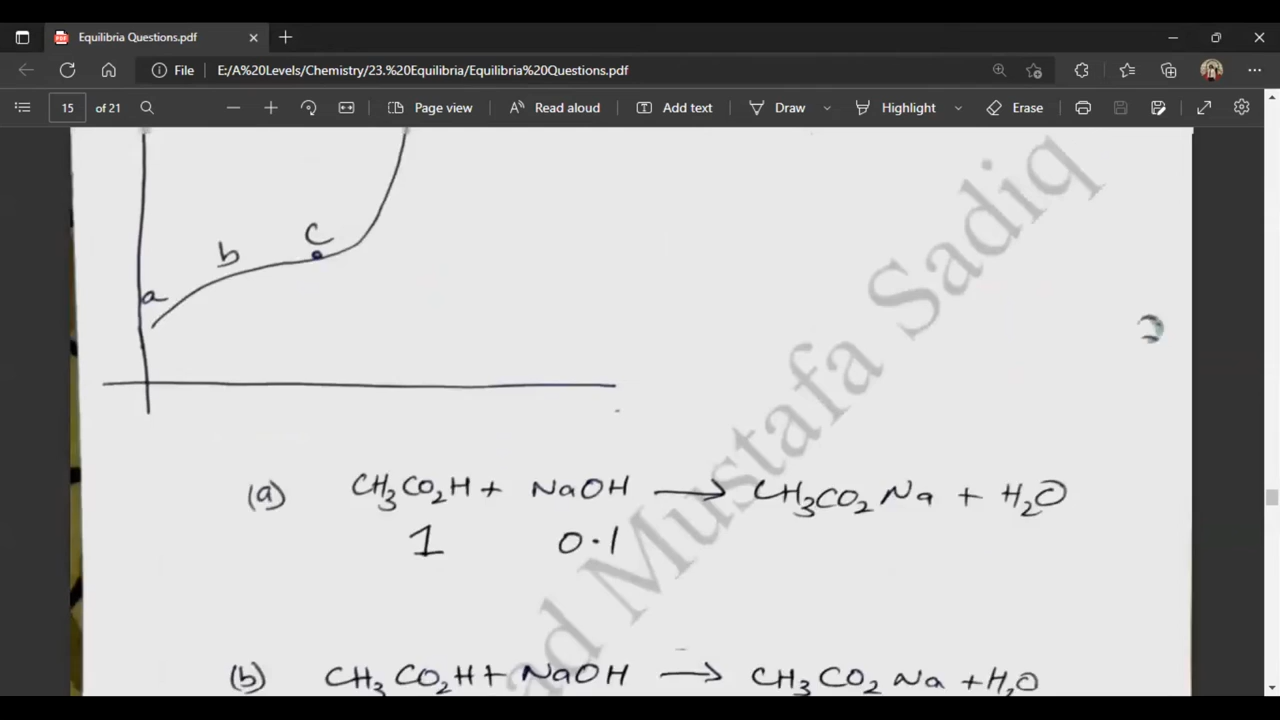 Equilibria Questions.pdf
File E:/A%20Levels/Chemistry/23.%20Equilibria/Equilibria%20Questions.pdf
15 of 21 Page view Read aloud Add text Draw Highlight Erase
b
C
a
ad Mustafa Sadiq
(a) CH₃CO₂H + NaOH → CH₃CO₂Na + H₂O
1 0.1
(b) CH₃CO₂H + NaOH → CH₃CO₂Na + H₂O